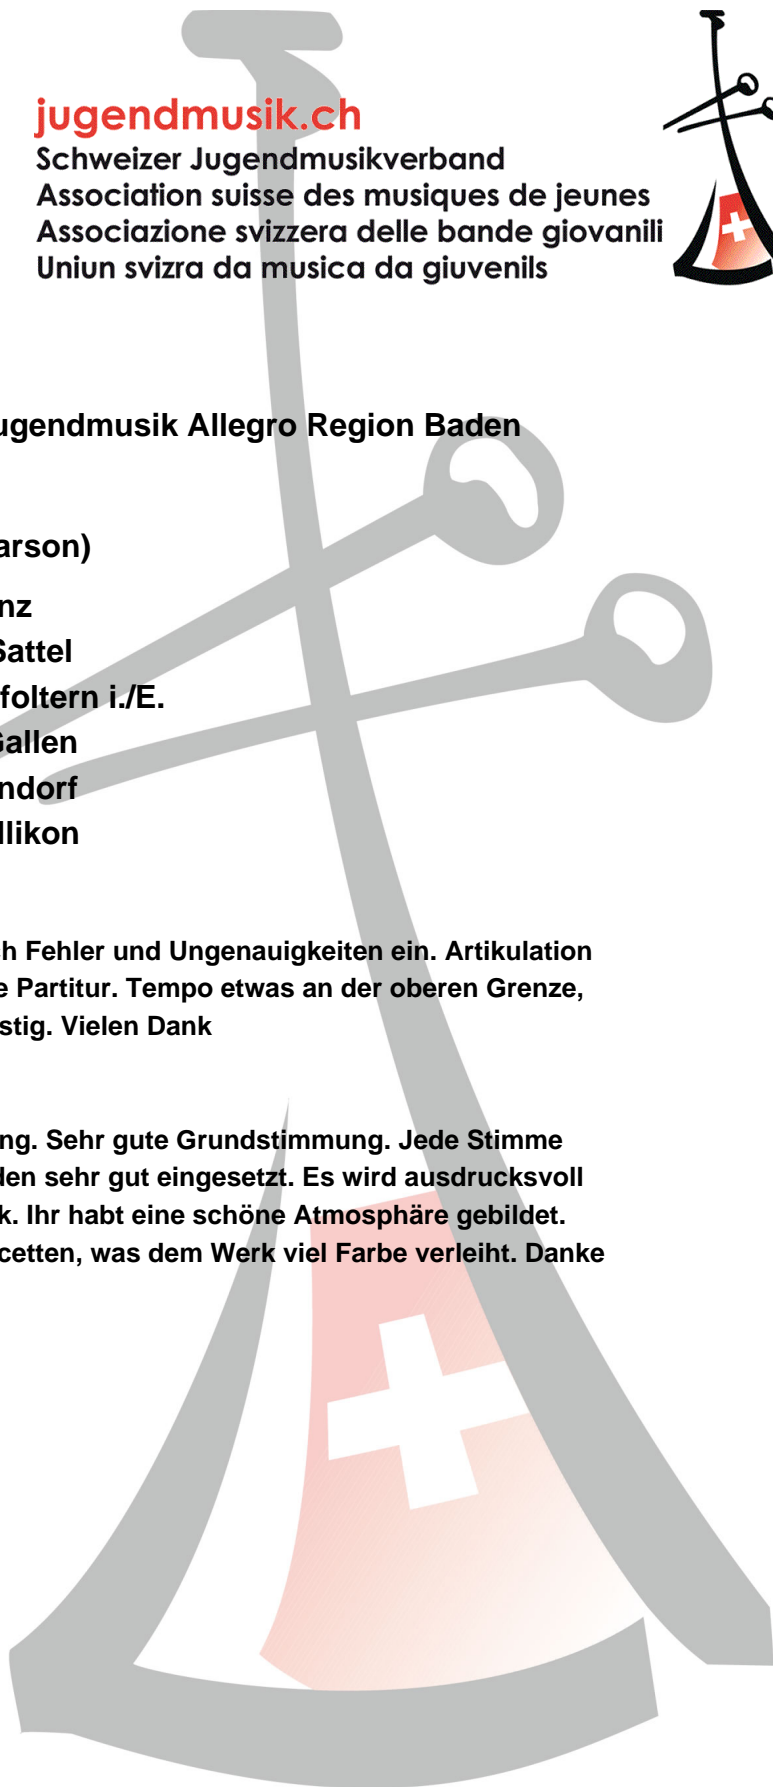 jugendmusik.ch
Schweizer Jugendmusikverband
Association suisse des musiques de jeunes
Associazione svizzera delle bande giovanili
Uniun svizra da musica da giuvenils
ugendmusik Allegro Region Baden
arson)
nz
Sattel
foltern i./E.
Gallen
ndorf
llikon
ch Fehler und Ungenauigkeiten ein. Artikulation
e Partitur. Tempo etwas an der oberen Grenze,
stig. Vielen Dank
ng. Sehr gute Grundstimmung. Jede Stimme
den sehr gut eingesetzt. Es wird ausdrucksvoll
k. Ihr habt eine schöne Atmosphäre gebildet.
cetten, was dem Werk viel Farbe verleiht. Danke